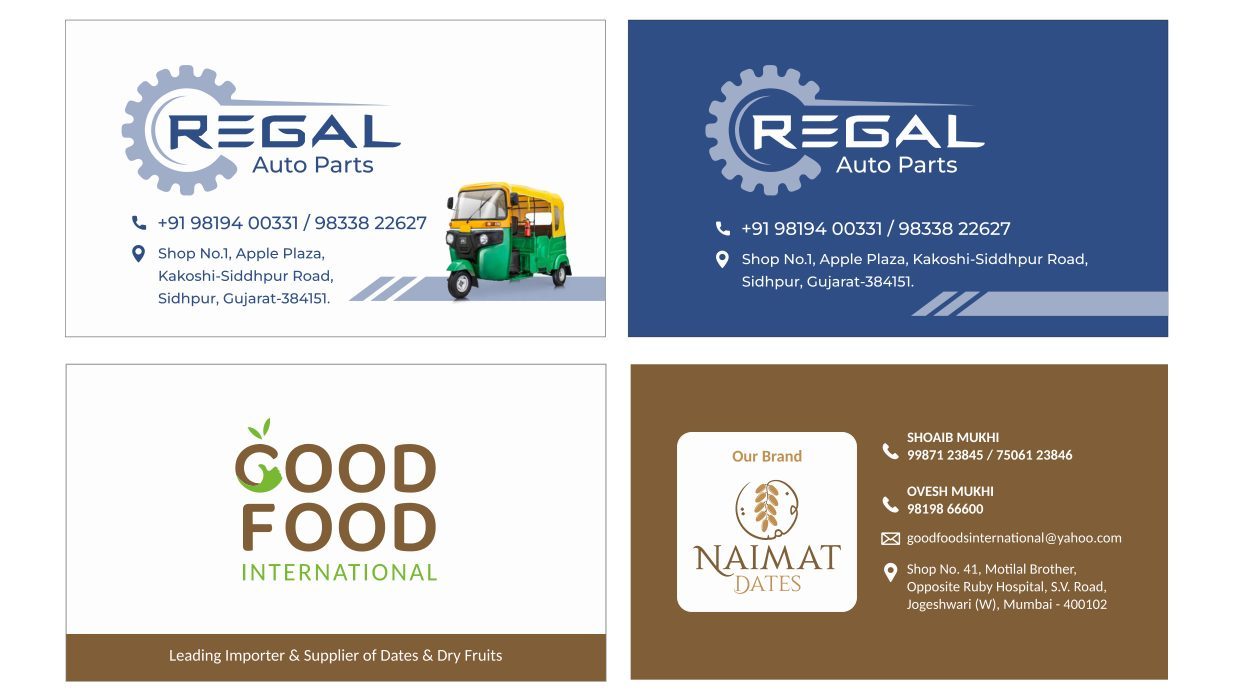 REGAL
Auto Parts
+91 98194 00331 / 98338 22627
Shop No.1, Apple Plaza,
Kakoshi-Siddhpur Road,
Sidhpur, Gujarat-384151.
REGAL
Auto Parts
+91 98194 00331 / 98338 22627
Shop No.1, Apple Plaza, Kakoshi-Siddhpur Road,
Sidhpur, Gujarat-384151.
GOOD
FOOD
INTERNATIONAL
Leading Importer & Supplier of Dates & Dry Fruits
Our Brand
NAIMAT
DATES
SHOAIB MUKHI
99871 23845 / 75061 23846
OVESH MUKHI
98198 66600
goodfoodsinternational@yahoo.com
Shop No. 41, Motilal Brother,
Opposite Ruby Hospital, S.V. Road,
Jogeshwari (W), Mumbai - 400102